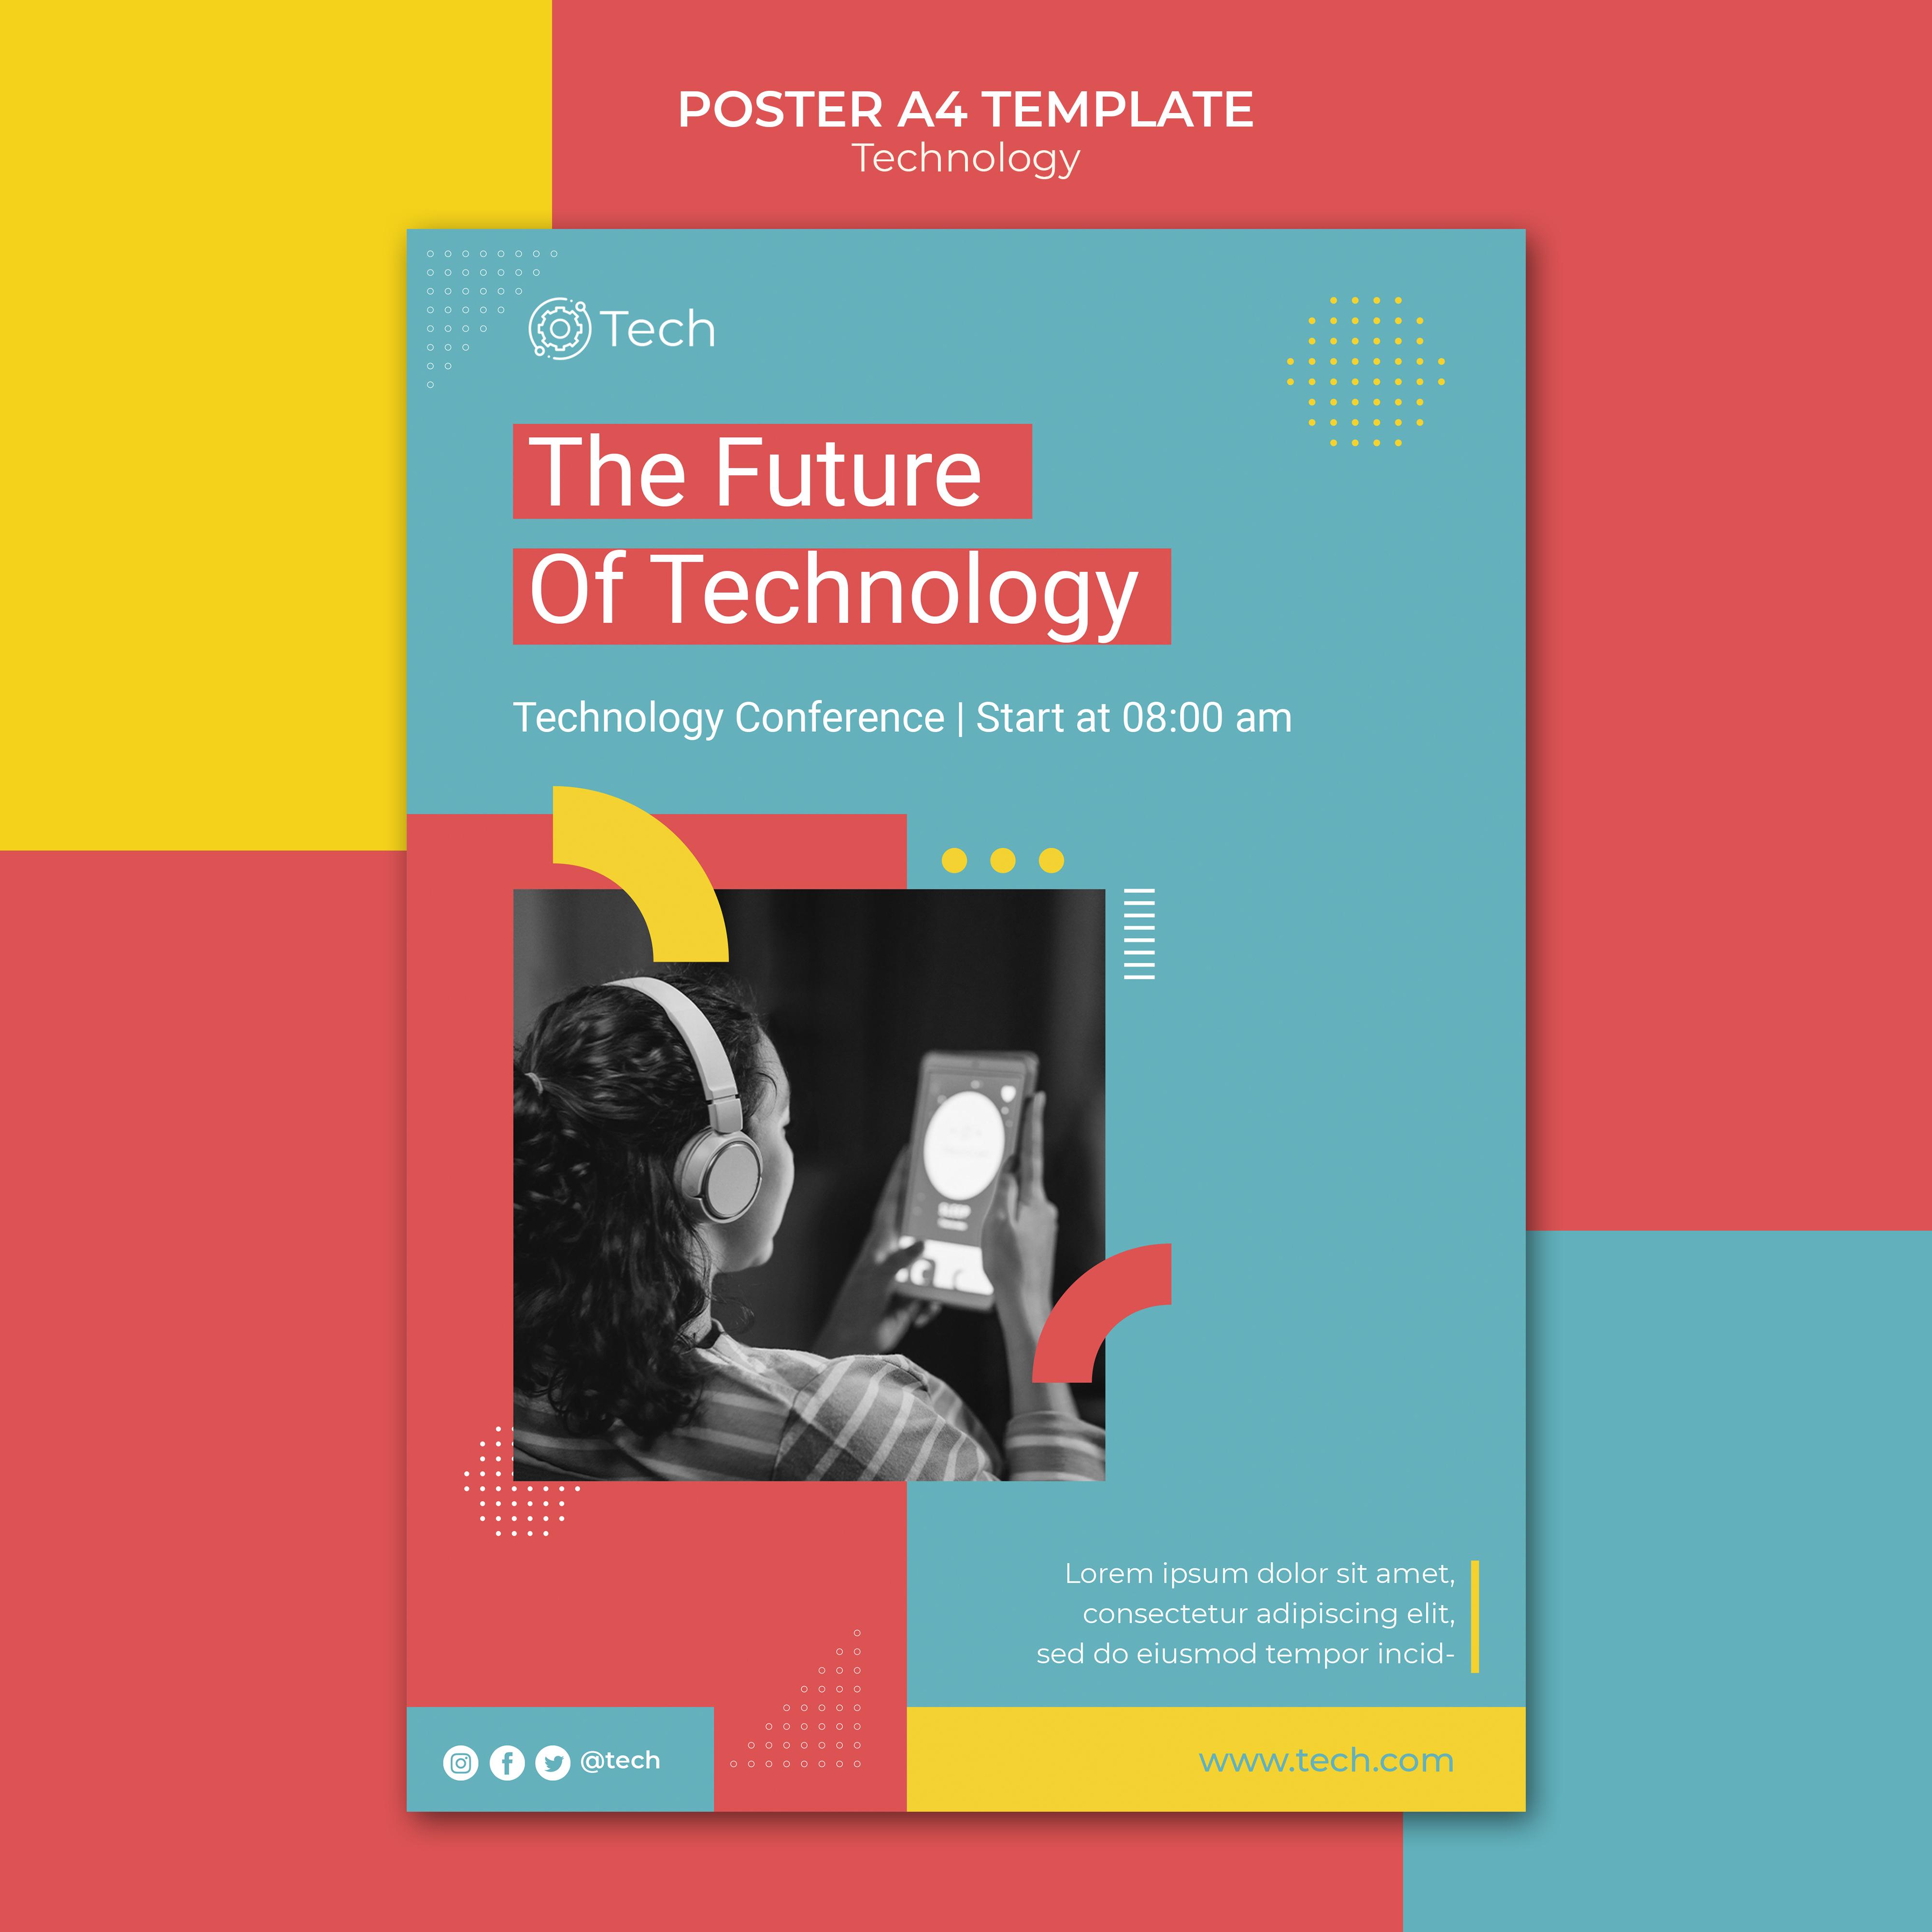 POSTER A4 TEMPLATE
Technology
Tech
The Future
Of Technology
Technology Conference | Start at 08:00 am
Lorem ipsum dolor sit amet,
consectetur adipiscing elit,
sed do eiusmod tempor incid-
@tech
www.tech.com